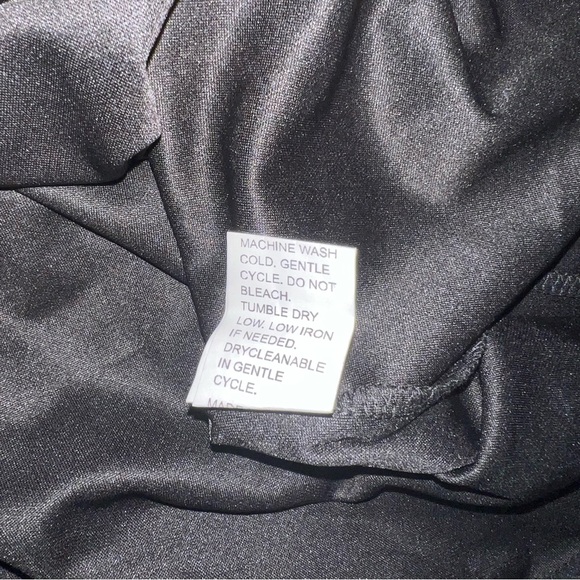 MACHINE WASH
COLD. GENTLE
CYCLE. DO NOT
BLEACH.
TUMBLE DRY
LOW. LOW IRON
IF NEEDED.
DRYCLEANABLE
IN GENTLE
CYCLE.